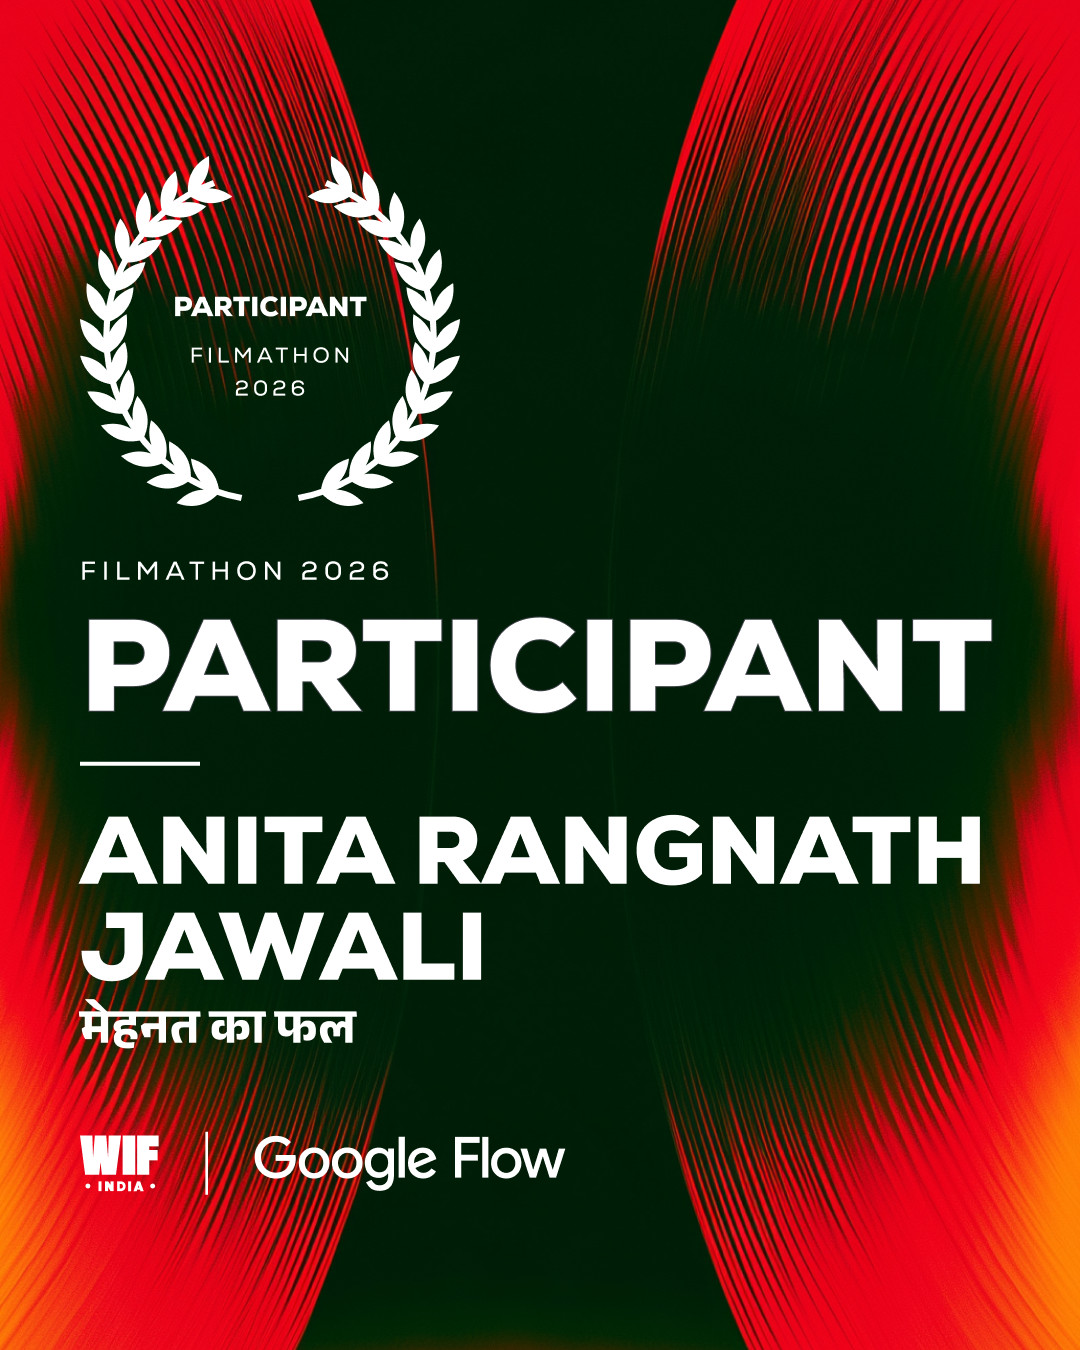 PARTICIPANT
FILMATHON
2026
FILMATHON 2026
PARTICIPANT
ANITA RANGNATH
JAWALI
मेहनत का फल
WIF
• INDIA •
Google Flow